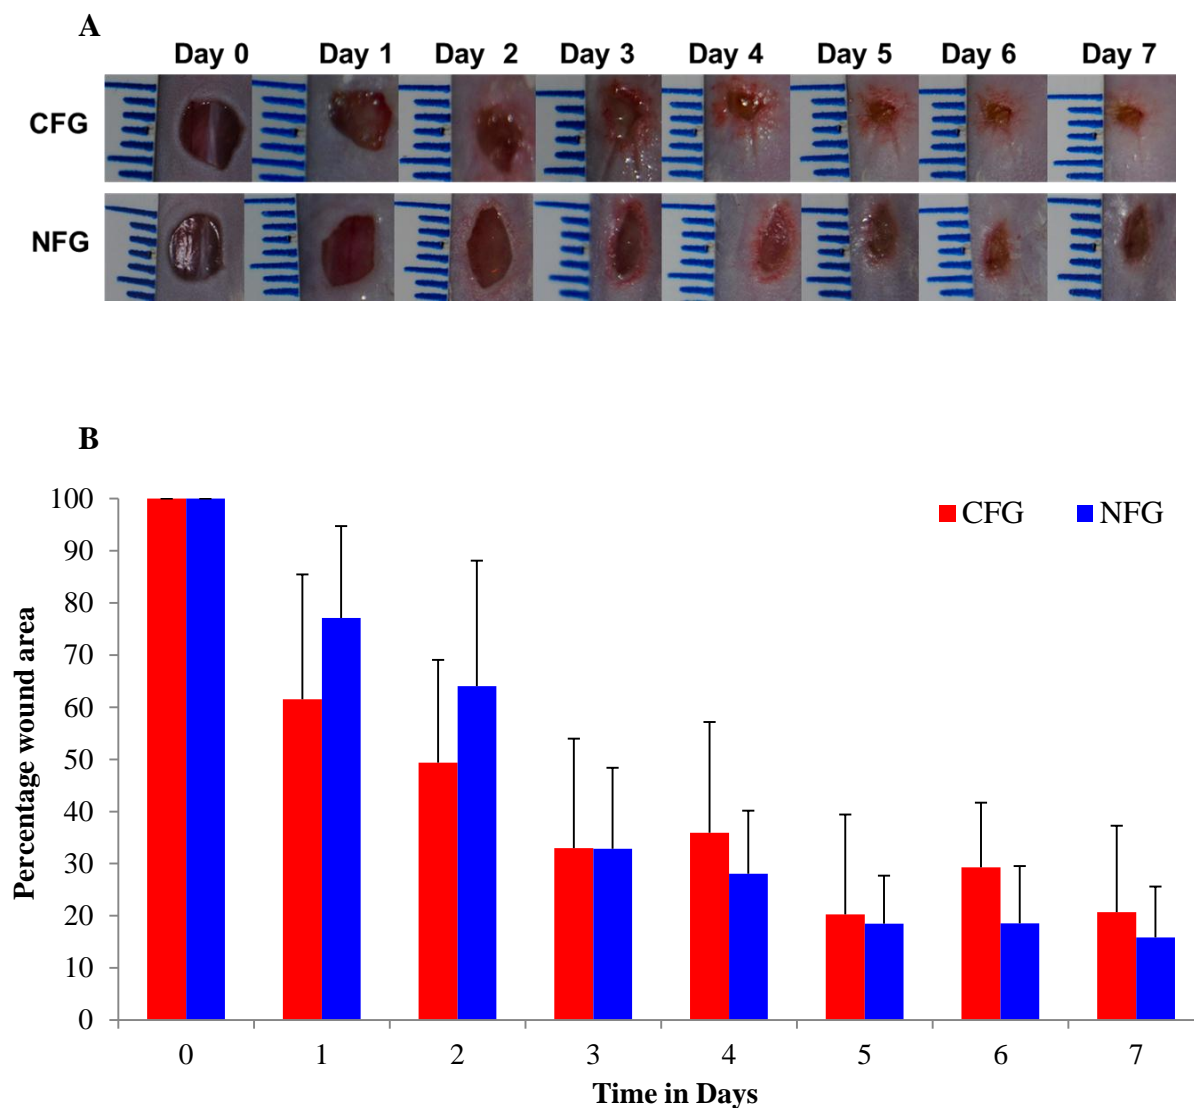 A
Day 0 Day 1 Day 2 Day 3 Day 4 Day 5 Day 6 Day 7
CFG
NFG
B
CFG NFG
Percentage wound area
100
90
80
70
60
50
40
30
20
10
0
0 1 2 3 4 5 6 7
Time in Days